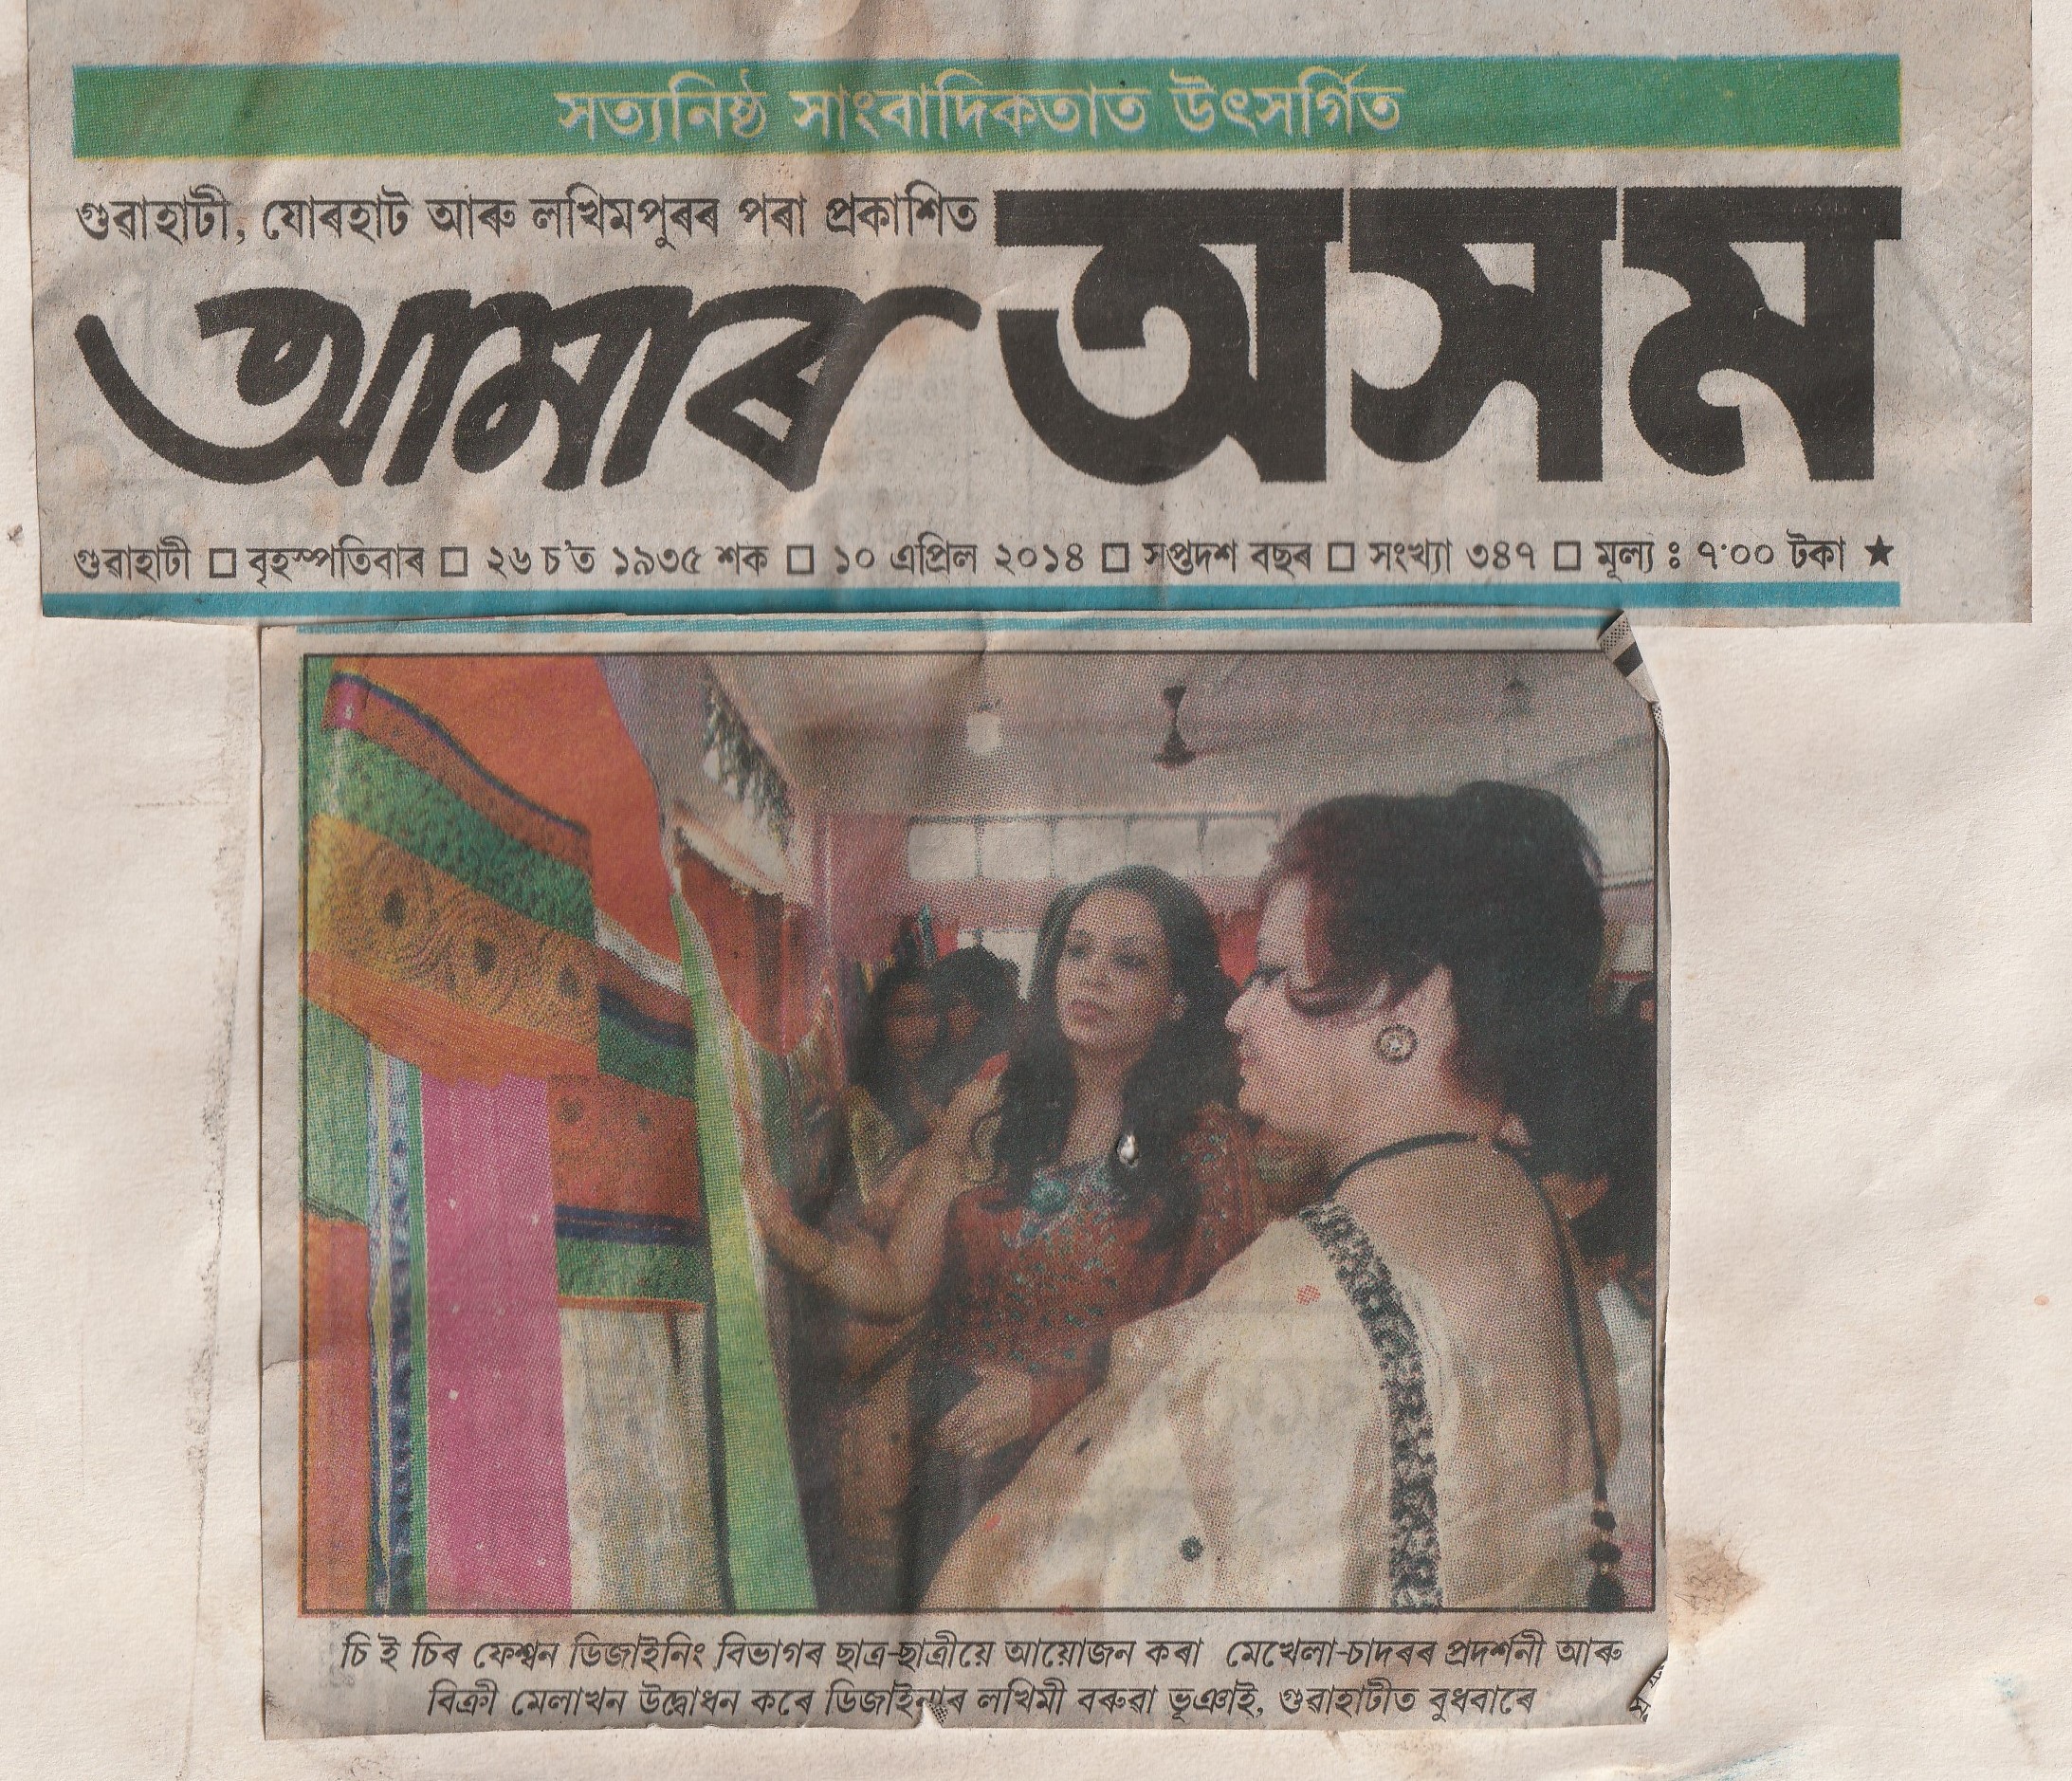 সত্যনিষ্ঠ সাংবাদিকতাত উৎসৰ্গিত
গুৱাহাটী, যোৰহাট আৰু লখিমপুৰৰ পৰা প্ৰকাশিত
আমাৰ অসম
গুৱাহাটী □ বৃহস্পতিবাৰ □ ২৬ চ'ত ১৯৩৫ শক □ ১০ এপ্ৰিল ২০১৪ □ সপ্তদশ বছৰ □ সংখ্যা ৩৪৭ □ মূল্য ঃ ৭·০০ টকা ★
চি ই চিৰ ফেশ্বন ডিজাইনিং বিভাগৰ ছাত্ৰ-ছাত্ৰীয়ে আয়োজন কৰা মেখেলা-চাদৰৰ প্ৰদৰ্শনী আৰু
বিক্ৰী মেলাখন উদ্বোধন কৰে ডিজাইনাৰ লখিমী বৰুৱা ভূঞাই, গুৱাহাটীত বুধবাৰে